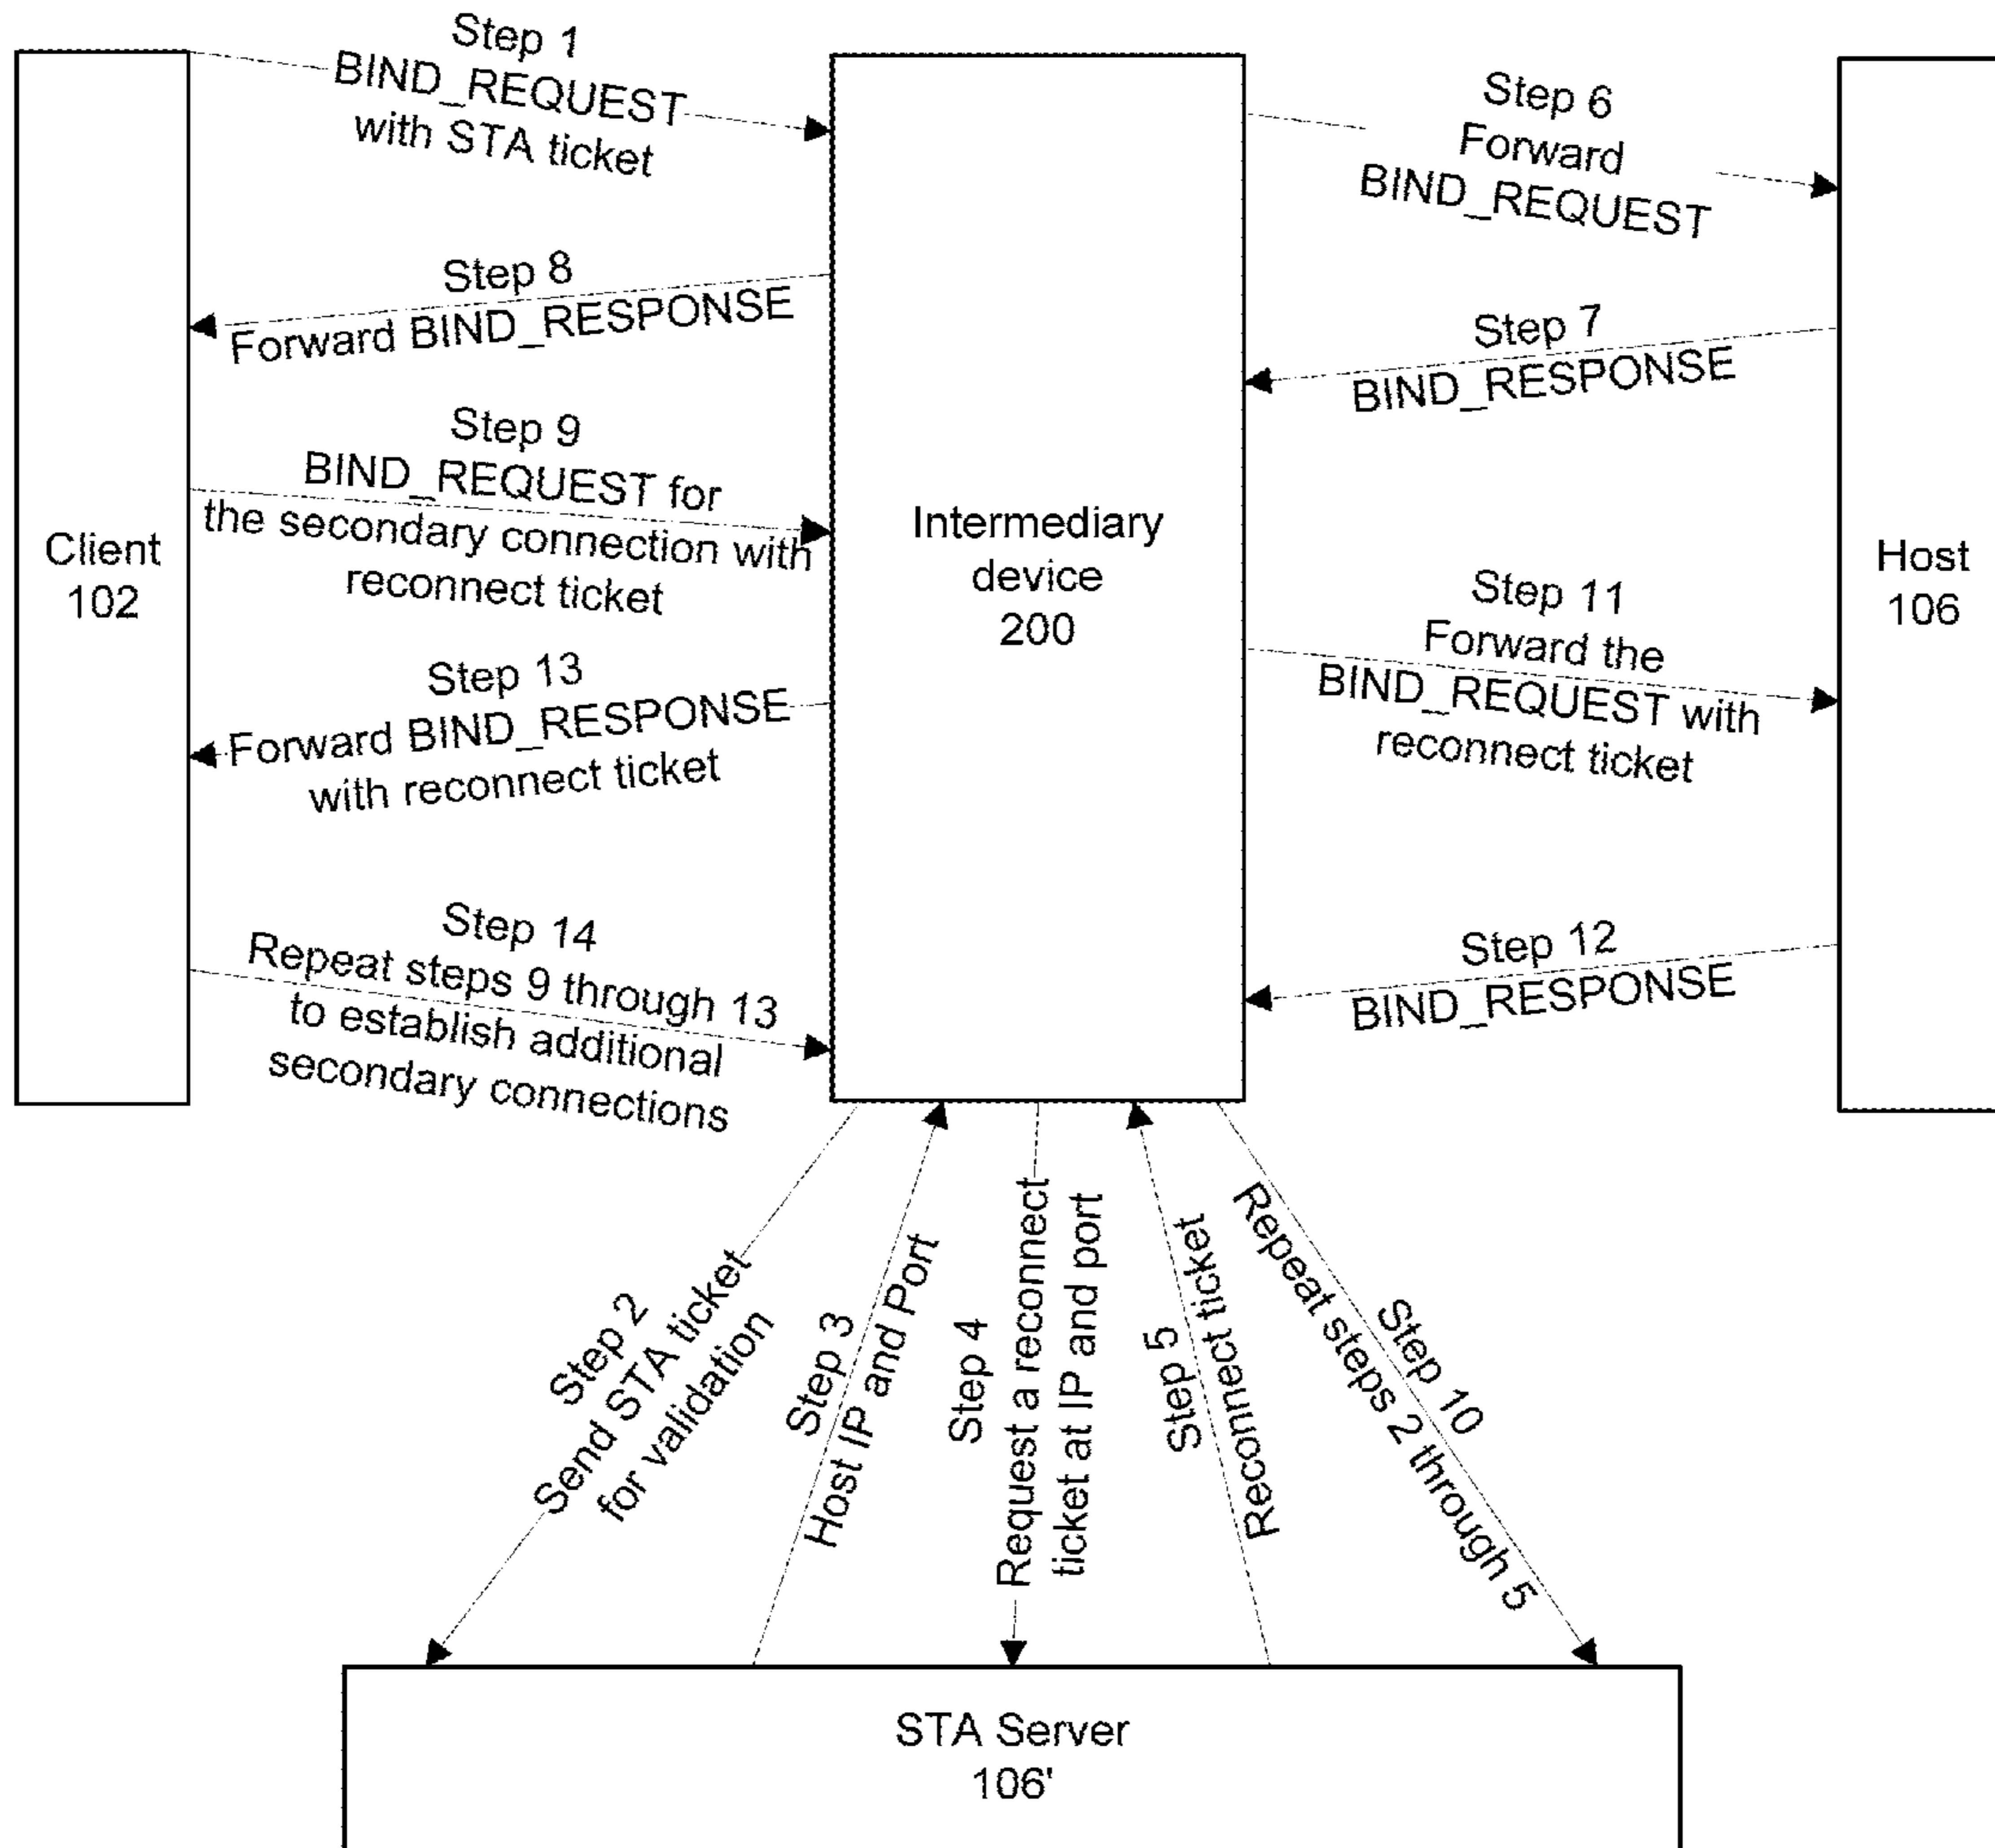 Step 1
BIND_REQUEST
with STA ticket
Step 6
Forward
BIND_REQUEST
Step 8
Forward BIND_RESPONSE
Step 7
BIND_RESPONSE
Step 9
BIND_REQUEST for
the secondary connection with
reconnect ticket
Client
102
Intermediary
device
200
Host
106
Step 11
Forward the
BIND_REQUEST with
reconnect ticket
Step 13
Forward BIND_RESPONSE
with reconnect ticket
Step 14
Repeat steps 9 through 13
to establish additional
secondary connections
Step 12
BIND_RESPONSE
Step 2
Send STA ticket
for validation
Step 3
Host IP and Port
Step 4
Request a reconnect
ticket at IP and port
Step 5
Reconnect ticket
Step 10
Repeat steps 2 through 5
STA Server
106'